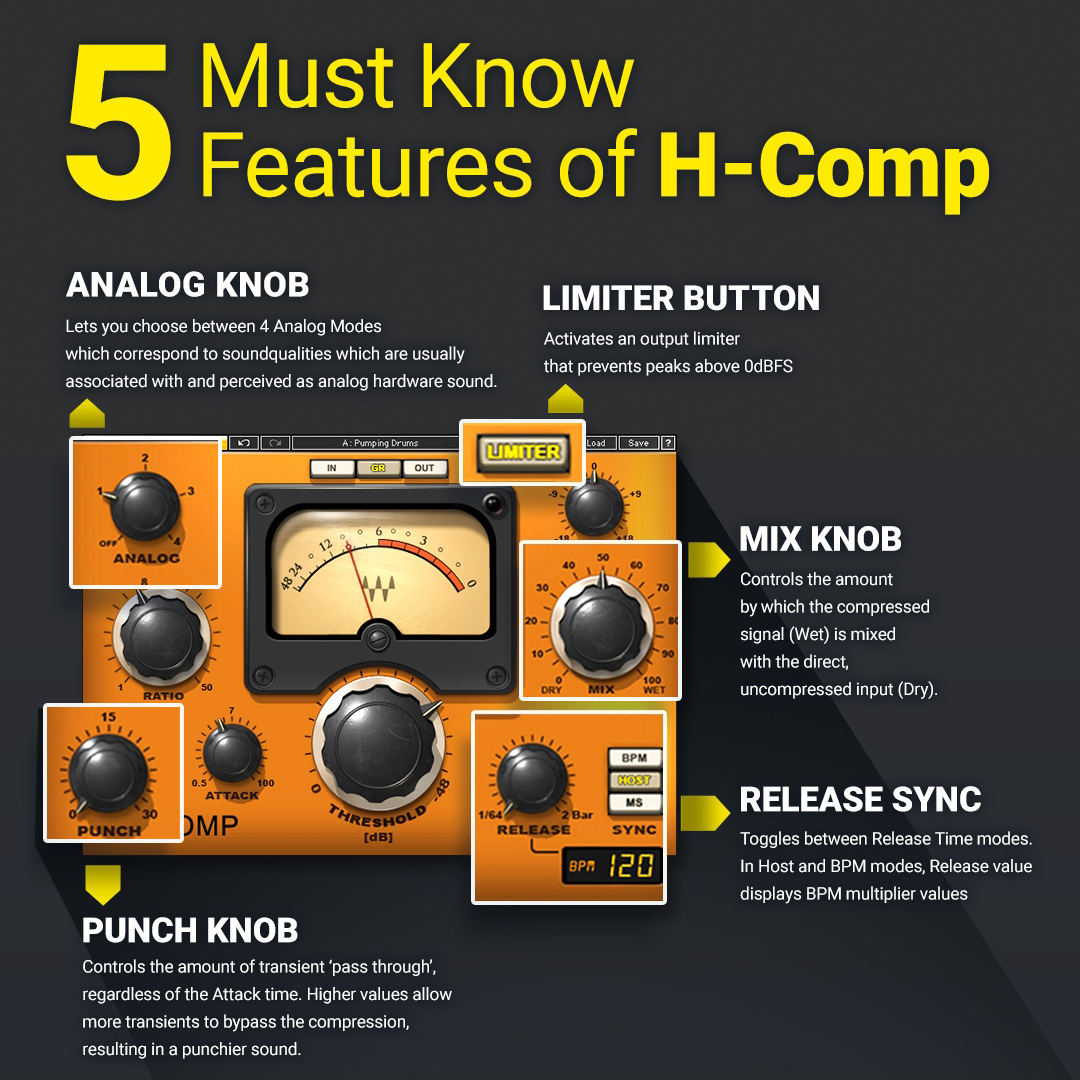 5 Must Know
Features of H-Comp
ANALOG KNOB
Lets you choose between 4 Analog Modes
which correspond to soundqualities which are usually
associated with and perceived as analog hardware sound.
LIMITER BUTTON
Activates an output limiter
that prevents peaks above 0dBFS
A: Pumping Drums
Load
Save
?
LIMITER
IN
GR
OUT
2
1
3
OFF
4
ANALOG
48 24 12 6 3 0
0
-9
+9
-18
+18
8
1
50
RATIO
50
40
60
30
70
20
80
10
90
0
100
DRY
MIX
WET
MIX KNOB
Controls the amount
by which the compressed
signal (Wet) is mixed
with the direct,
uncompressed input (Dry).
15
0
30
PUNCH
7
0.5
100
ATTACK
OMP
0
-48
THRESHOLD
[dB]
BPM
HOST
MS
1/64
2 Bar
RELEASE
SYNC
BPM 120
RELEASE SYNC
Toggles between Release Time modes.
In Host and BPM modes, Release value
displays BPM multiplier values
PUNCH KNOB
Controls the amount of transient ‘pass through’,
regardless of the Attack time. Higher values allow
more transients to bypass the compression,
resulting in a punchier sound.